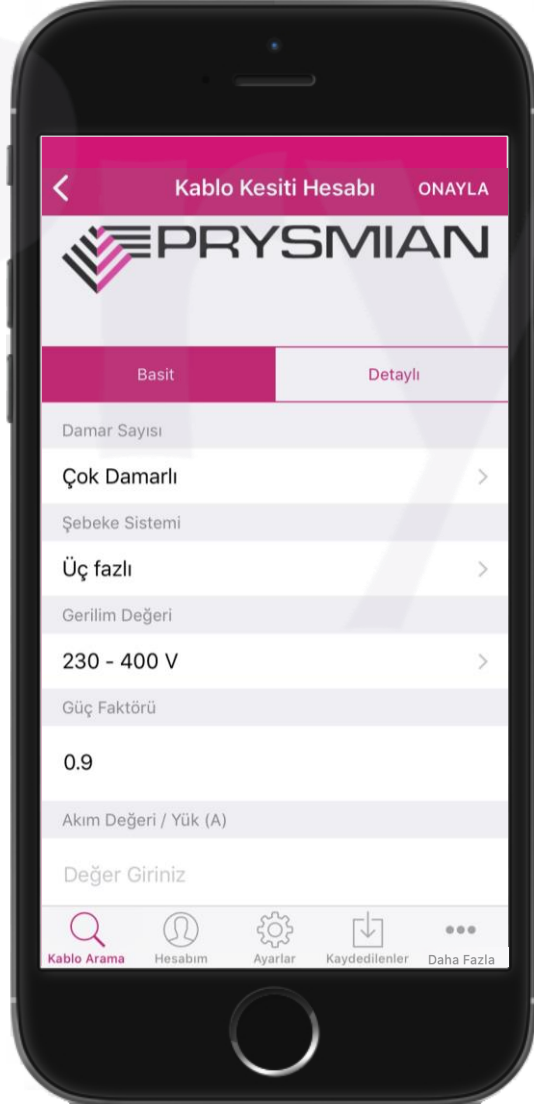 Kablo Kesiti Hesabı ONAYLA
PRYSMIAN
Basit Detaylı
Damar Sayısı
Çok Damarlı
Şebeke Sistemi
Üç fazlı
Gerilim Değeri
230 - 400 V
Güç Faktörü
0.9
Akım Değeri / Yük (A)
Değer Giriniz
Kablo Arama Hesabım Ayarlar Kaydedilenler Daha Fazla